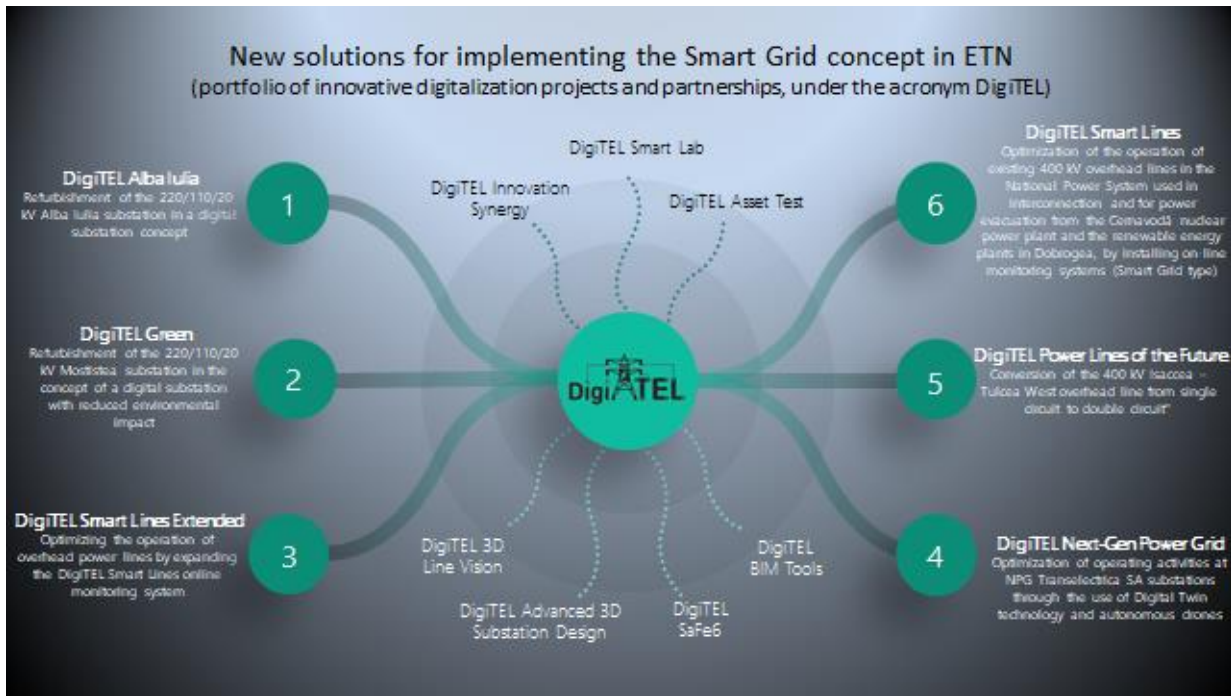 New solutions for implementing the Smart Grid concept in ETN
(portfolio of innovative digitalization projects and partnerships, under the acronym DigiTEL)
DigiTEL Alba Iulia
Refurbishment of the 220/110/20
kV Alba Iulia substation in a digital
substation concept
1
DigiTEL Green
Refurbishment of the 220/110/20
kV Mostistea substation in the
concept of a digital substation
with reduced environmental
impact
2
DigiTEL Smart Lines Extended
Optimizing the operation of
overhead power lines by expanding
the DigiTEL Smart Lines online
monitoring system
3
DigiTEL Innovation
Synergy
DigiTEL Smart Lab
DigiTEL Asset Test
DigiTEL
DigiTEL 3D
Line Vision
DigiTEL Advanced 3D
Substation Design
DigiTEL
SaFe6
DigiTEL
BIM Tools
DigiTEL Smart Lines
Optimization of the operation of
existing 400 kV overhead lines in the
National Power System used in
interconnection and for power
evacuation from the Cernavodă nuclear
power plant and the renewable energy
plants in Dobrogea, by installing on-line
monitoring systems (Smart Grid type)
6
DigiTEL Power Lines of the Future
Conversion of the 400 kV Isaccea –
Tulcea West overhead line from single
circuit to double circuit"
5
DigiTEL Next-Gen Power Grid
Optimization of operating activities at
NPG Transelectrica SA substations
through the use of Digital Twin
technology and autonomous drones
4